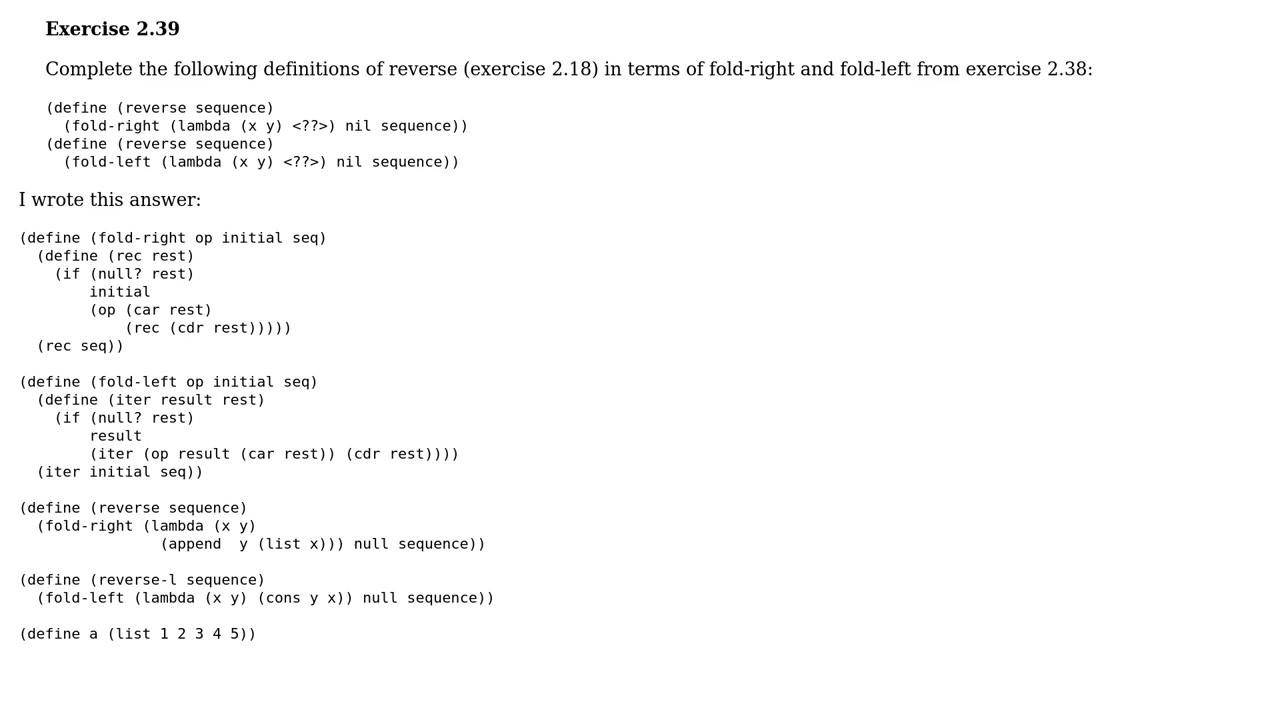 Exercise 2.39
Complete the following definitions of reverse (exercise 2.18) in terms of fold-right and fold-left from exercise 2.38:
(define (reverse sequence)
  (fold-right (lambda (x y) <??>) nil sequence))
(define (reverse sequence)
  (fold-left (lambda (x y) <??>) nil sequence))
I wrote this answer:
(define (fold-right op initial seq)
  (define (rec rest)
    (if (null? rest)
        initial
        (op (car rest)
            (rec (cdr rest)))))
  (rec seq))
(define (fold-left op initial seq)
  (define (iter result rest)
    (if (null? rest)
        result
        (iter (op result (car rest)) (cdr rest))))
  (iter initial seq))
(define (reverse sequence)
  (fold-right (lambda (x y)
                (append  y (list x))) null sequence))
(define (reverse-l sequence)
  (fold-left (lambda (x y) (cons y x)) null sequence))
(define a (list 1 2 3 4 5))